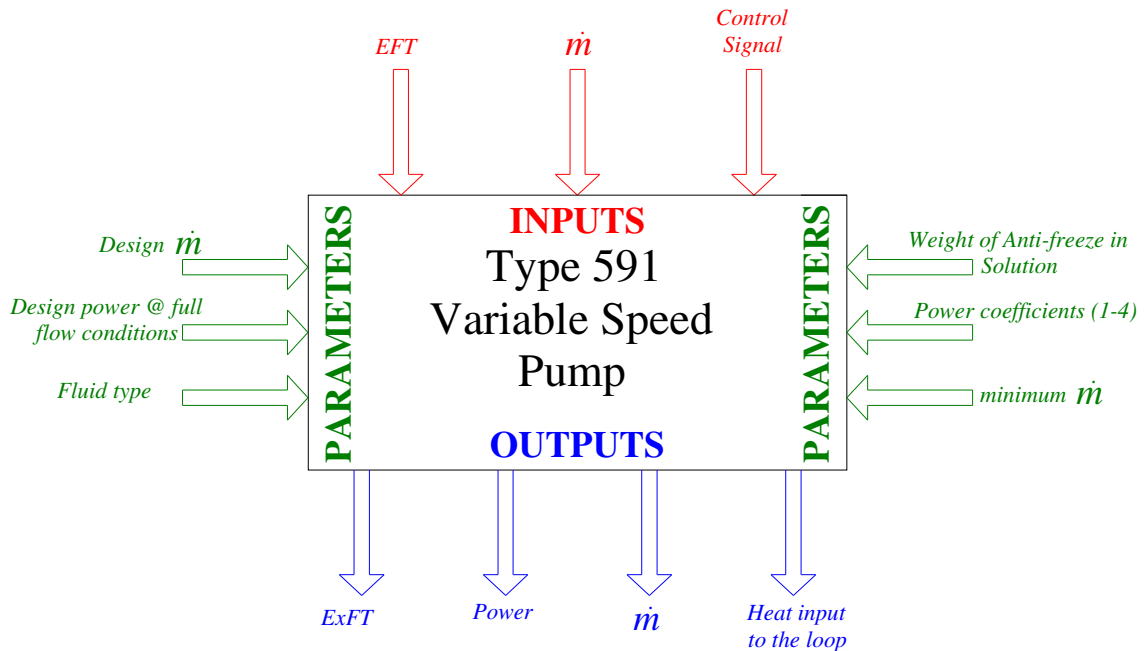 Control
Signal
EFT
ṁ
INPUTS
Type 591
Variable Speed
Pump
OUTPUTS
PARAMETERS
PARAMETERS
Design ṁ
Design power @ full
flow conditions
Fluid type
Weight of Anti-freeze in
Solution
Power coefficients (1-4)
minimum ṁ
ExFT
Power
ṁ
Heat input
to the loop